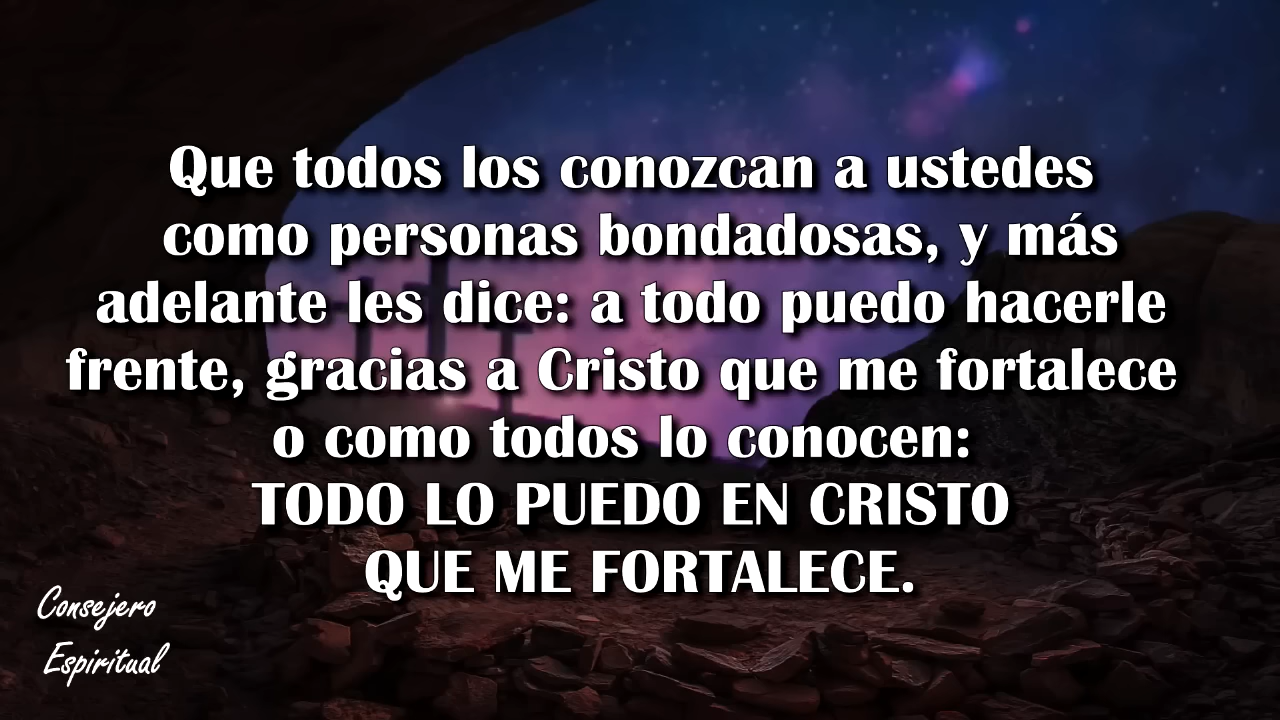 Que todos los conozcan a ustedes
como personas bondadosas, y más
adelante les dice: a todo puedo hacerle
frente, gracias a Cristo que me fortalece
o como todos lo conocen:
TODO LO PUEDO EN CRISTO
QUE ME FORTALECE.
Consejero
Espiritual